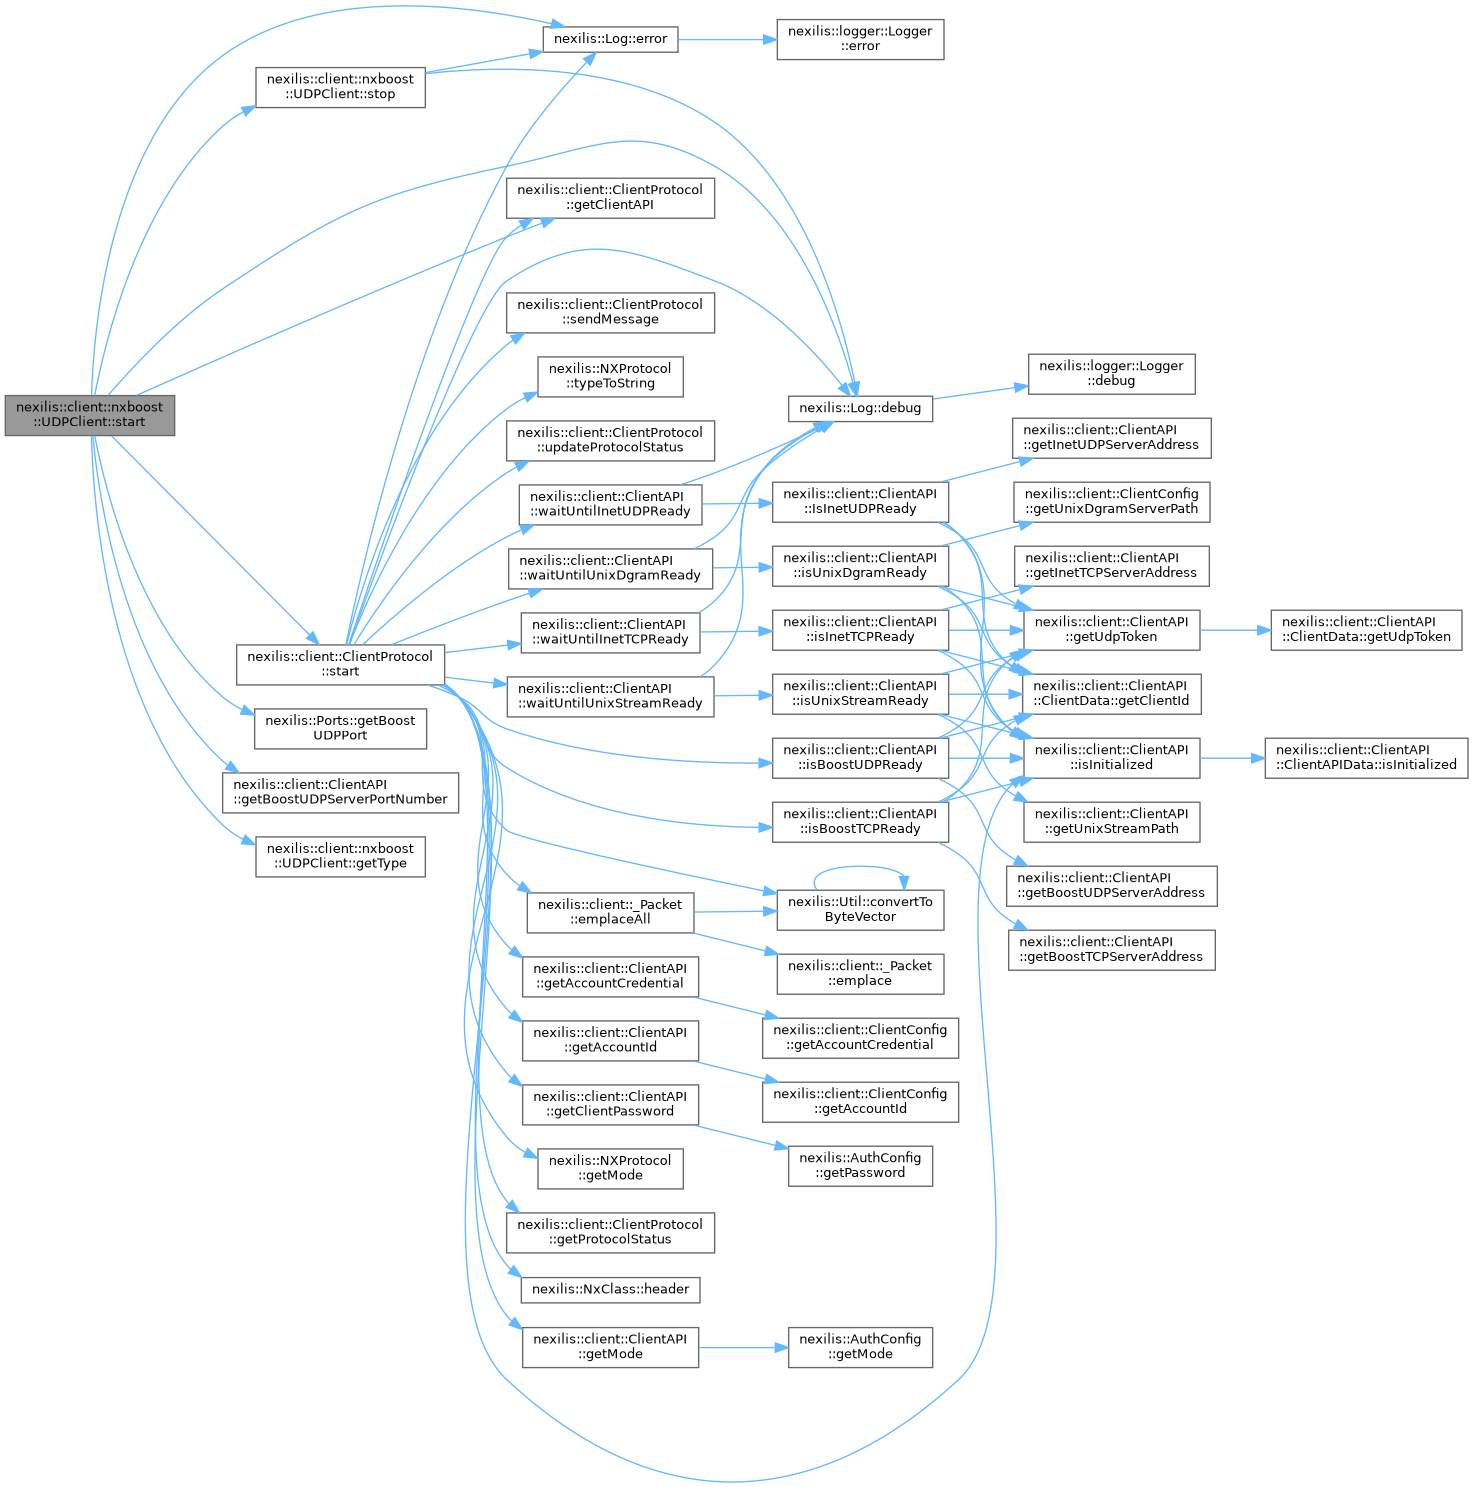 nexilis::client::nxboost
::UDPClient::start
nexilis::client::nxboost
::UDPClient::stop
nexilis::client::ClientProtocol
::start
nexilis::Ports::getBoost
UDPPort
nexilis::client::ClientAPI
::getBoostUDPServerPortNumber
nexilis::client::nxboost
::UDPClient::getType
nexilis::Log::error
nexilis::client::ClientProtocol
::getClientAPI
nexilis::client::ClientProtocol
::sendMessage
nexilis::NXProtocol
::typeToString
nexilis::client::ClientProtocol
::updateProtocolStatus
nexilis::client::ClientAPI
::waitUntilInetUDPReady
nexilis::client::ClientAPI
::waitUntilUnixDgramReady
nexilis::client::ClientAPI
::waitUntilInetTCPReady
nexilis::client::ClientAPI
::waitUntilUnixStreamReady
nexilis::client::_Packet
::emplaceAll
nexilis::client::ClientAPI
::getAccountCredential
nexilis::client::ClientAPI
::getAccountId
nexilis::client::ClientAPI
::getClientPassword
nexilis::NXProtocol
::getMode
nexilis::client::ClientProtocol
::getProtocolStatus
nexilis::NxClass::header
nexilis::client::ClientAPI
::getMode
nexilis::logger::Logger
::error
nexilis::Log::debug
nexilis::client::ClientAPI
::IsInetUDPReady
nexilis::client::ClientAPI
::isUnixDgramReady
nexilis::client::ClientAPI
::isInetTCPReady
nexilis::client::ClientAPI
::isUnixStreamReady
nexilis::client::ClientAPI
::isBoostUDPReady
nexilis::client::ClientAPI
::isBoostTCPReady
nexilis::Util::convertTo
ByteVector
nexilis::client::_Packet
::emplace
nexilis::client::ClientConfig
::getAccountCredential
nexilis::client::ClientConfig
::getAccountId
nexilis::AuthConfig
::getPassword
nexilis::AuthConfig
::getMode
nexilis::logger::Logger
::debug
nexilis::client::ClientAPI
::getInetUDPServerAddress
nexilis::client::ClientConfig
::getUnixDgramServerPath
nexilis::client::ClientAPI
::getInetTCPServerAddress
nexilis::client::ClientAPI
::getUdpToken
nexilis::client::ClientAPI
::ClientData::getClientId
nexilis::client::ClientAPI
::isInitialized
nexilis::client::ClientAPI
::getUnixStreamPath
nexilis::client::ClientAPI
::getBoostUDPServerAddress
nexilis::client::ClientAPI
::getBoostTCPServerAddress
nexilis::client::ClientAPI
::ClientData::getUdpToken
nexilis::client::ClientAPI
::ClientAPIData::isInitialized